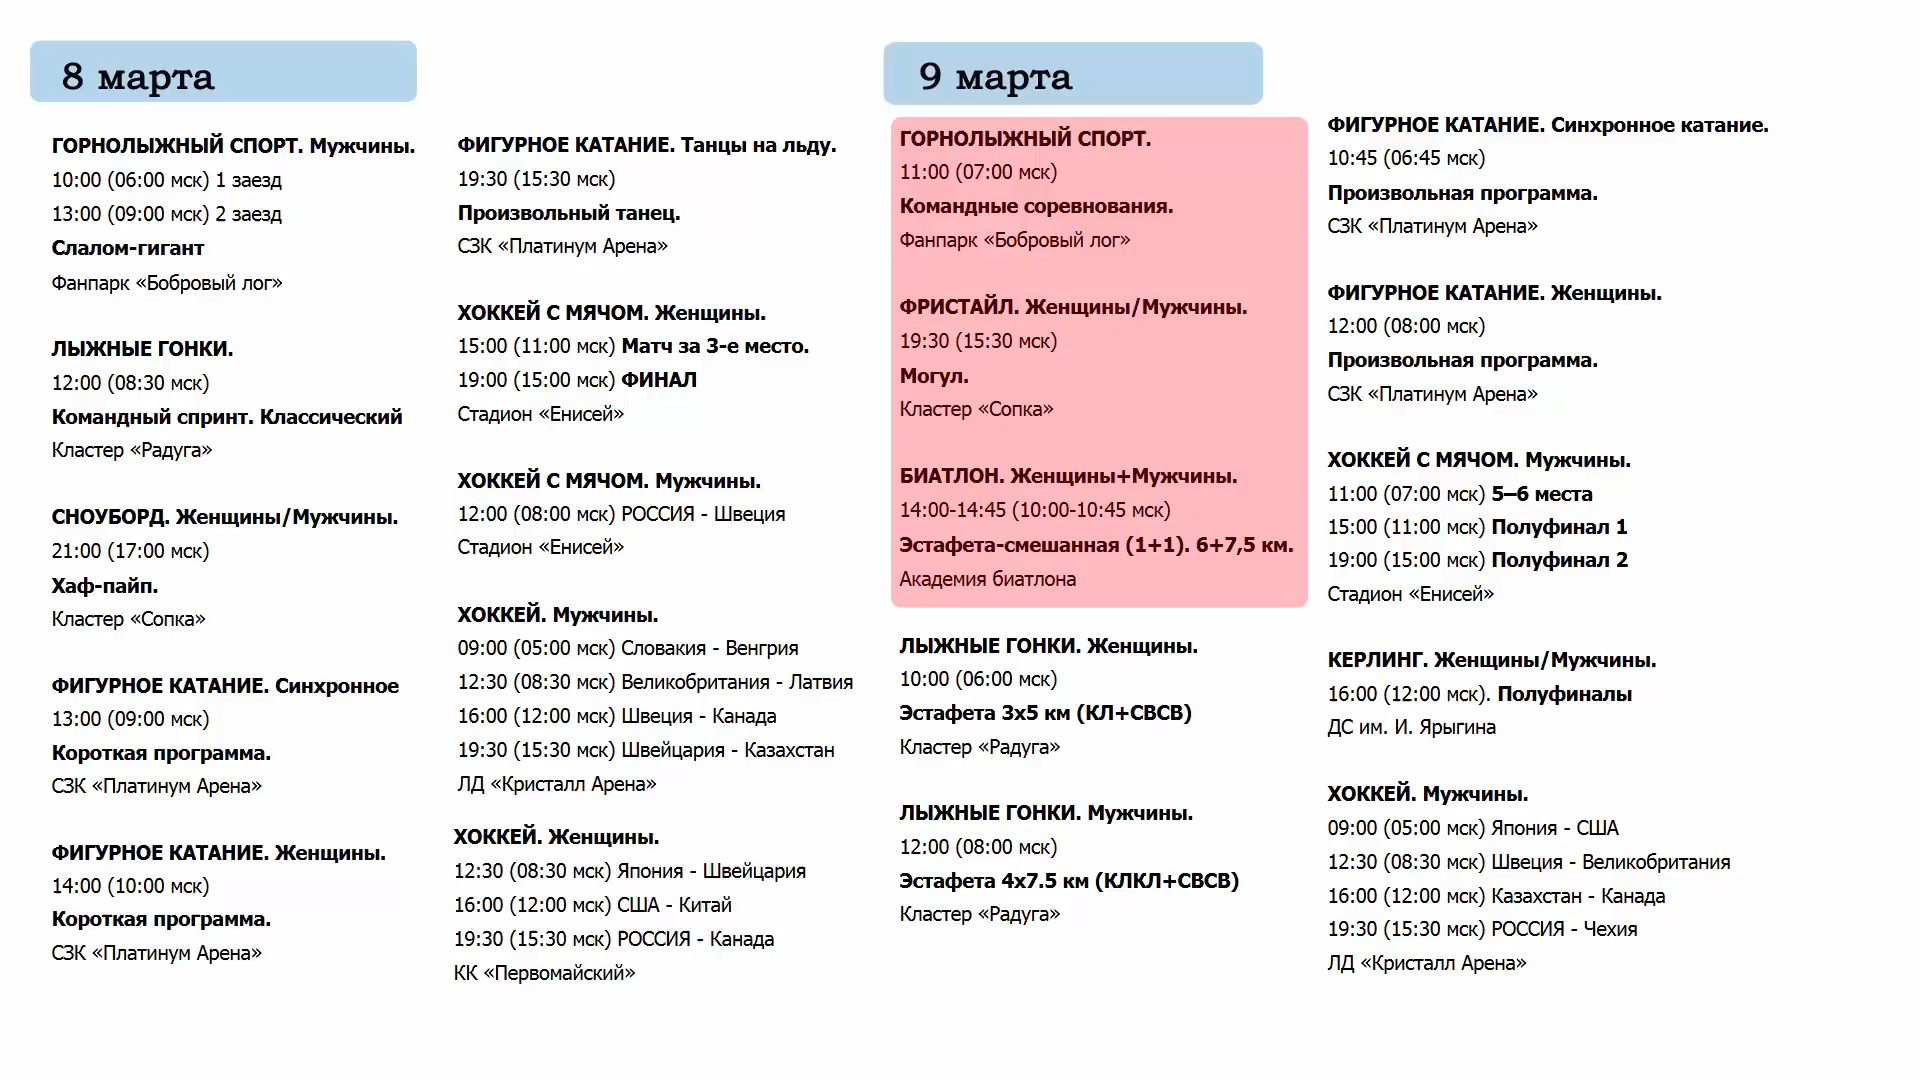 8 марта
ГОРНОЛЫЖНЫЙ СПОРТ. Мужчины.
10:00 (06:00 мск) 1 заезд
13:00 (09:00 мск) 2 заезд
Слалом-гигант
Фанпарк «Бобровый лог»
ЛЫЖНЫЕ ГОНКИ.
12:00 (08:30 мск)
Командный спринт. Классический
Кластер «Радуга»
СНОУБОРД. Женщины/Мужчины.
21:00 (17:00 мск)
Хаф-пайп.
Кластер «Сопка»
ФИГУРНОЕ КАТАНИЕ. Синхронное
13:00 (09:00 мск)
Короткая программа.
СЗК «Платинум Арена»
ФИГУРНОЕ КАТАНИЕ. Женщины.
14:00 (10:00 мск)
Короткая программа.
СЗК «Платинум Арена»
ФИГУРНОЕ КАТАНИЕ. Танцы на льду.
19:30 (15:30 мск)
Произвольный танец.
СЗК «Платинум Арена»
ХОККЕЙ С МЯЧОМ. Женщины.
15:00 (11:00 мск) Матч за 3-е место.
19:00 (15:00 мск) ФИНАЛ
Стадион «Енисей»
ХОККЕЙ С МЯЧОМ. Мужчины.
12:00 (08:00 мск) РОССИЯ - Швеция
Стадион «Енисей»
ХОККЕЙ. Мужчины.
09:00 (05:00 мск) Словакия - Венгрия
12:30 (08:30 мск) Великобритания - Латвия
16:00 (12:00 мск) Швеция - Канада
19:30 (15:30 мск) Швейцария - Казахстан
ЛД «Кристалл Арена»
ХОККЕЙ. Женщины.
12:30 (08:30 мск) Япония - Швейцария
16:00 (12:00 мск) США - Китай
19:30 (15:30 мск) РОССИЯ - Канада
КК «Первомайский»
9 марта
ГОРНОЛЫЖНЫЙ СПОРТ.
11:00 (07:00 мск)
Командные соревнования.
Фанпарк «Бобровый лог»
ФРИСТАЙЛ. Женщины/Мужчины.
19:30 (15:30 мск)
Могул.
Кластер «Сопка»
БИАТЛОН. Женщины+Мужчины.
14:00-14:45 (10:00-10:45 мск)
Эстафета-смешанная (1+1). 6+7,5 км.
Академия биатлона
ЛЫЖНЫЕ ГОНКИ. Женщины.
10:00 (06:00 мск)
Эстафета 3х5 км (КЛ+СВСВ)
Кластер «Радуга»
ЛЫЖНЫЕ ГОНКИ. Мужчины.
12:00 (08:00 мск)
Эстафета 4х7.5 км (КЛКЛ+СВСВ)
Кластер «Радуга»
ФИГУРНОЕ КАТАНИЕ. Синхронное катание.
10:45 (06:45 мск)
Произвольная программа.
СЗК «Платинум Арена»
ФИГУРНОЕ КАТАНИЕ. Женщины.
12:00 (08:00 мск)
Произвольная программа.
СЗК «Платинум Арена»
ХОККЕЙ С МЯЧОМ. Мужчины.
11:00 (07:00 мск) 5–6 места
15:00 (11:00 мск) Полуфинал 1
19:00 (15:00 мск) Полуфинал 2
Стадион «Енисей»
КЕРЛИНГ. Женщины/Мужчины.
16:00 (12:00 мск). Полуфиналы
ДС им. И. Ярыгина
ХОККЕЙ. Мужчины.
09:00 (05:00 мск) Япония - США
12:30 (08:30 мск) Швеция - Великобритания
16:00 (12:00 мск) Казахстан - Канада
19:30 (15:30 мск) РОССИЯ - Чехия
ЛД «Кристалл Арена»